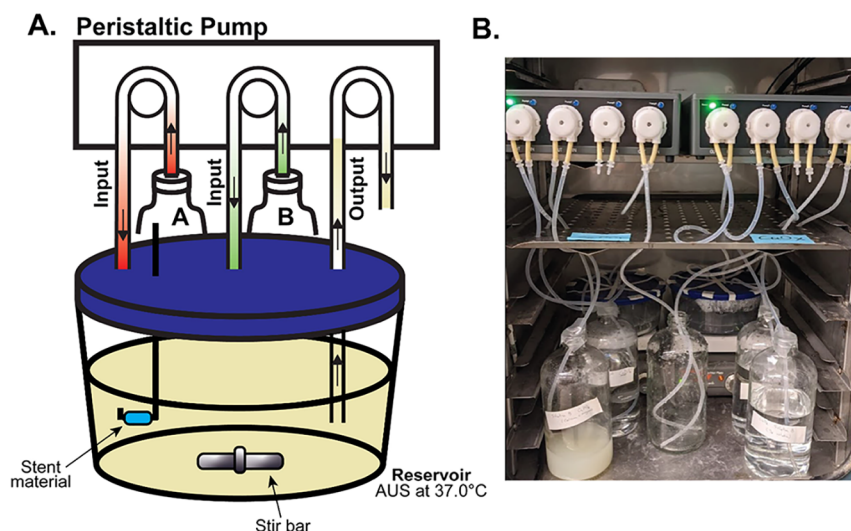 A. Peristaltic Pump
B.
Input
Input
Output
A
B
Stent
material
Reservoir
AUS at 37.0°C
Stir bar